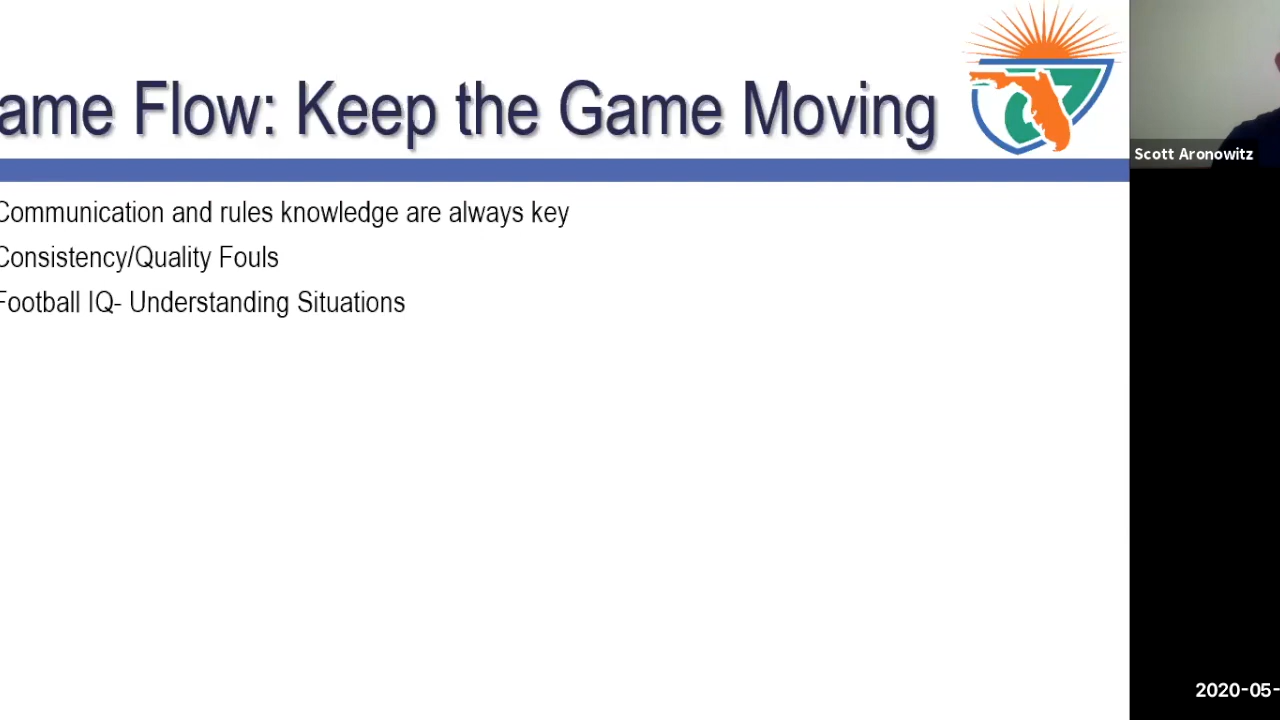 ame Flow: Keep the Game Moving
Scott Aronowitz
Communication and rules knowledge are always key
Consistency/Quality Fouls
Football IQ- Understanding Situations
2020-05-